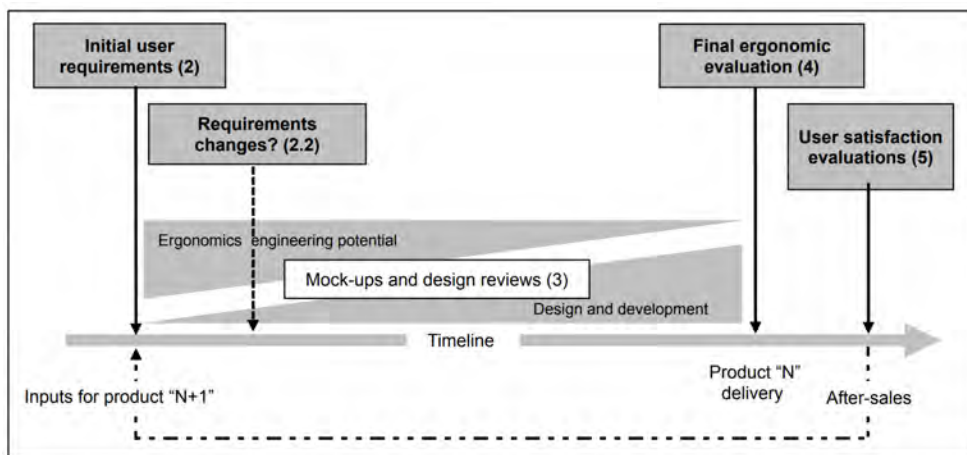 Initial user
requirements (2)
Final ergonomic
evaluation (4)
Requirements
changes? (2.2)
User satisfaction
evaluations (5)
Ergonomics engineering potential
Mock-ups and design reviews (3)
Design and development
Timeline
Inputs for product “N+1”
Product “N”
delivery
After-sales